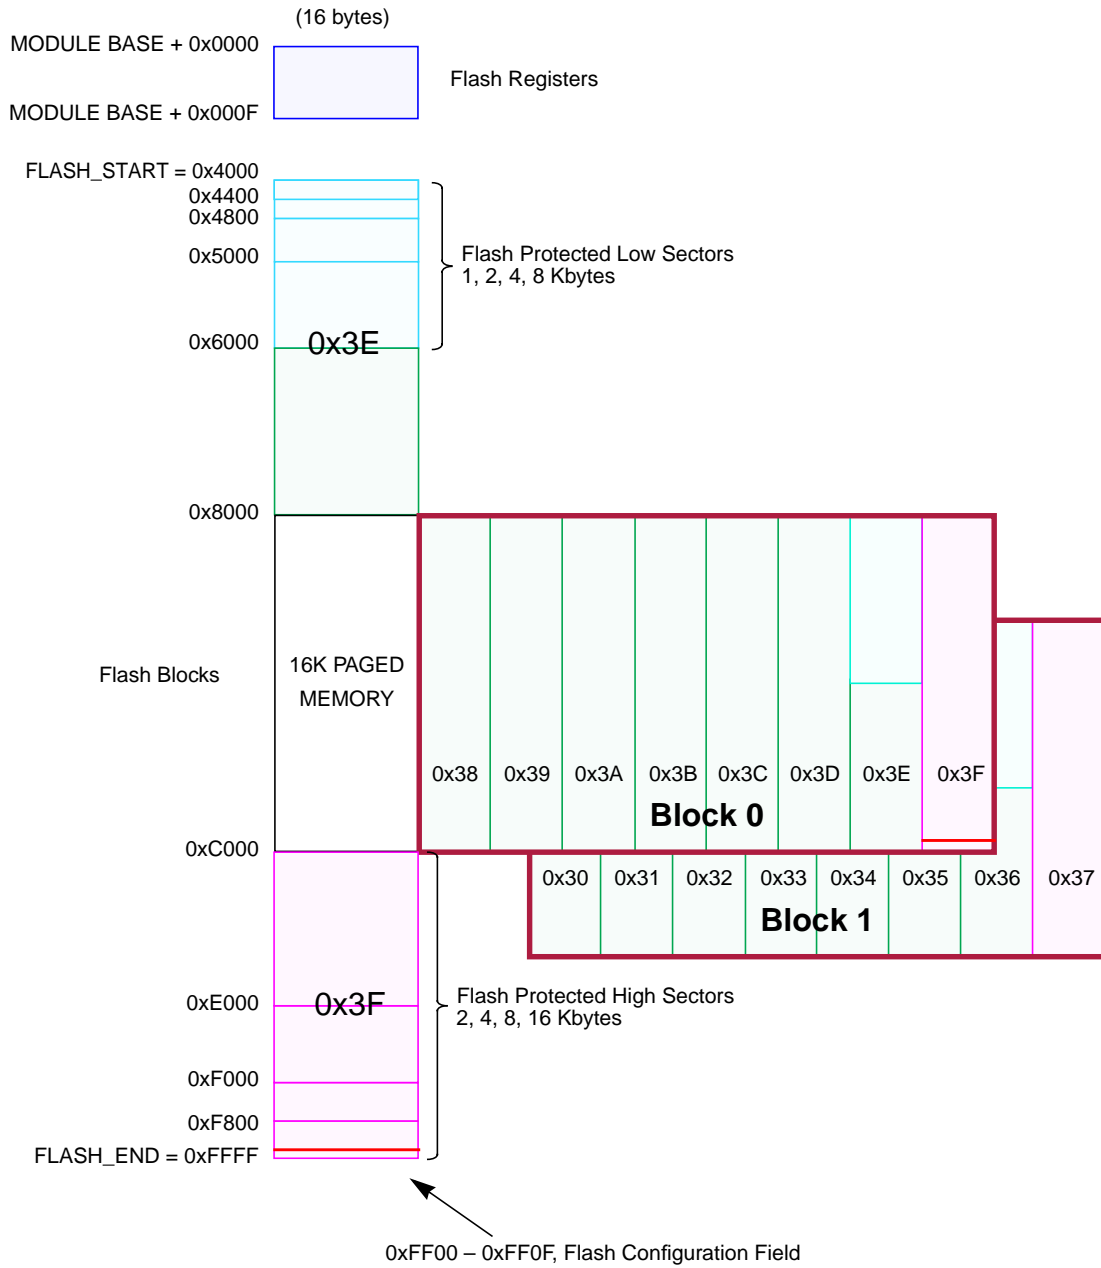 (16 bytes)
MODULE BASE + 0x0000
Flash Registers
MODULE BASE + 0x000F
FLASH_START = 0x4000
0x4400
0x4800
0x5000
Flash Protected Low Sectors
1, 2, 4, 8 Kbytes
0x6000
0x3E
0x8000
Flash Blocks
16K PAGED
MEMORY
0x38 0x39 0x3A 0x3B 0x3C 0x3D 0x3E 0x3F
Block 0
0xC000
0x30 0x31 0x32 0x33 0x34 0x35 0x36 0x37
Block 1
0xE000
0x3F
Flash Protected High Sectors
2, 4, 8, 16 Kbytes
0xF000
0xF800
FLASH_END = 0xFFFF
0xFF00 – 0xFF0F, Flash Configuration Field